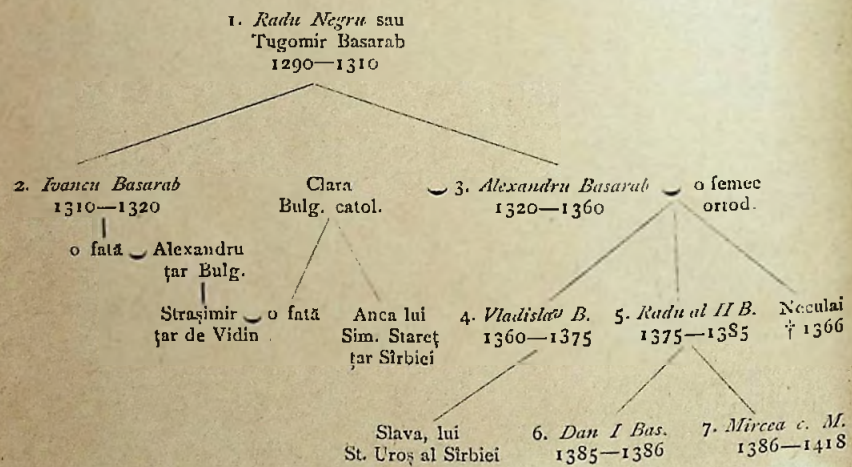 1. Radu Negru sau
Tugomir Basarab
1290—1310
2. Ivancu Basarab
1310—1320
Clara
Bulg. catol.
3. Alexandru Basarab
1320—1360
o femee
ortod.
o fată Alexandru
țar Bulg.
Strașimir o fată
țar de Vidin
Anca lui
Sim. Stareț
țar Sîrbiei
4. Vladislav B.
1360—1375
5. Radu al II B.
1375—1385
Neculai
† 1366
Slava, lui
St. Uroș al Sîrbiei
6. Dan I Bas.
1385—1386
7. Mircea c. M.
1386—1418